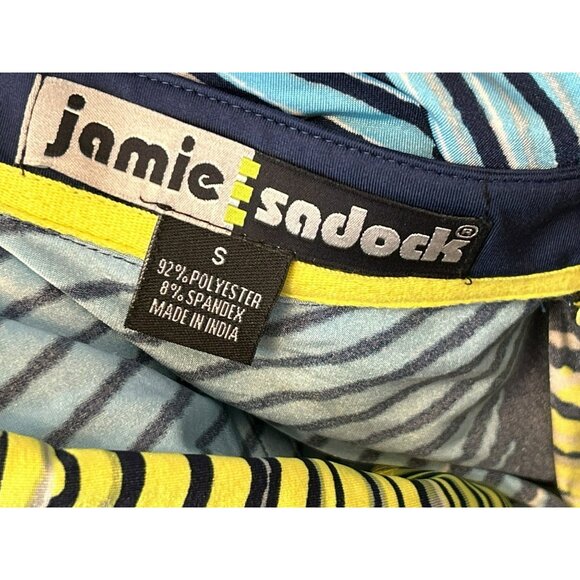 jamie sadock®
S
92% POLYESTER
8% SPANDEX
MADE IN INDIA